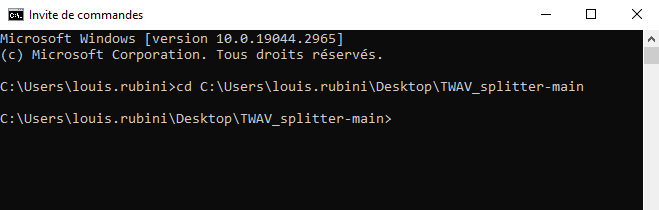 Invite de commandes
Microsoft Windows [version 10.0.19044.2965]
(c) Microsoft Corporation. Tous droits réservés.
C:\Users\louis.rubini>cd C:\Users\louis.rubini\Desktop\TWAV_splitter-main
C:\Users\louis.rubini\Desktop\TWAV_splitter-main>